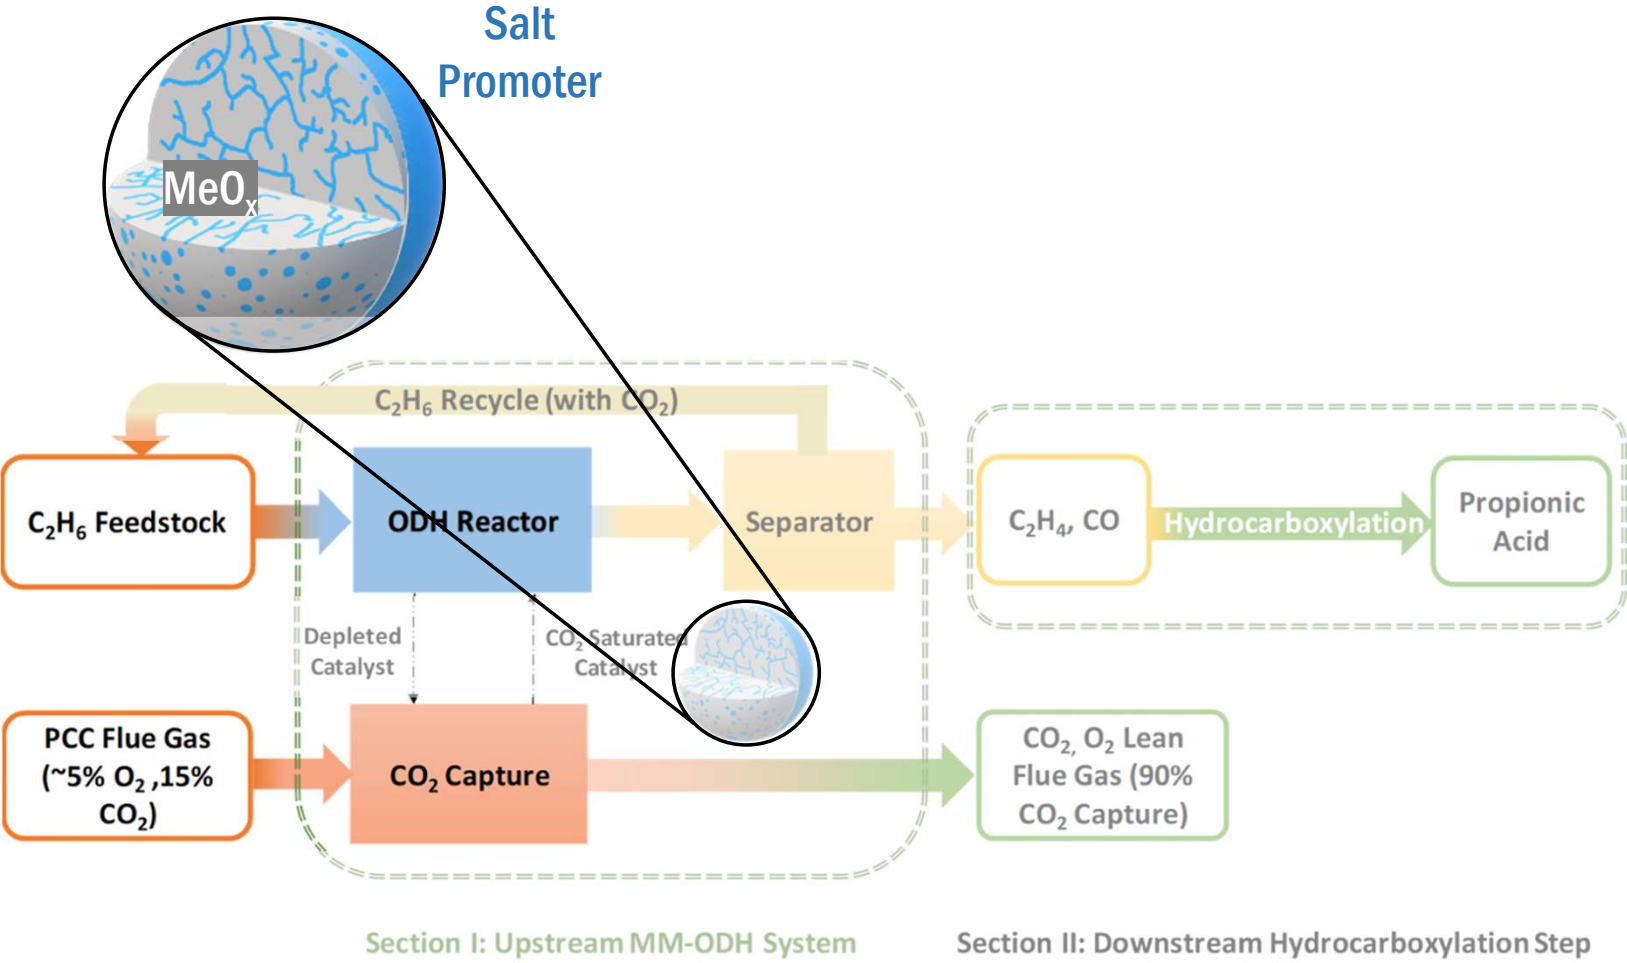 Salt
Promoter
MeOₓ
C₂H₆ Recycle (with CO₂)
C₂H₆ Feedstock
ODH Reactor
Separator
C₂H₄, CO
Hydrocarboxylation
Propionic
Acid
Depleted
Catalyst
CO₂ Saturated
Catalyst
PCC Flue Gas
(~5% O₂ ,15%
CO₂)
CO₂ Capture
CO₂, O₂ Lean
Flue Gas (90%
CO₂ Capture)
Section I: Upstream MM-ODH System
Section II: Downstream Hydrocarboxylation Step